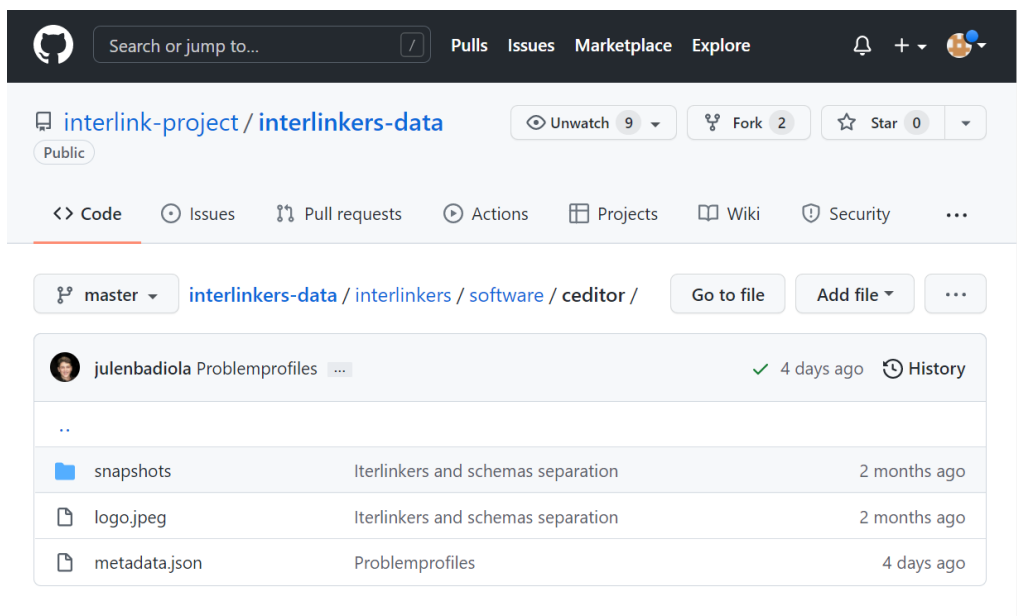 Search or jump to... / Pulls Issues Marketplace Explore
interlink-project / interlinkers-data Unwatch 9 Fork 2 Star 0
Public
Code Issues Pull requests Actions Projects Wiki Security ...
master interlinkers-data / interlinkers / software / ceditor / Go to file Add file ...
julenbadiola Problemprofiles ... 4 days ago History
..
snapshots Iterlinkers and schemas separation 2 months ago
logo.jpeg Iterlinkers and schemas separation 2 months ago
metadata.json Problemprofiles 4 days ago